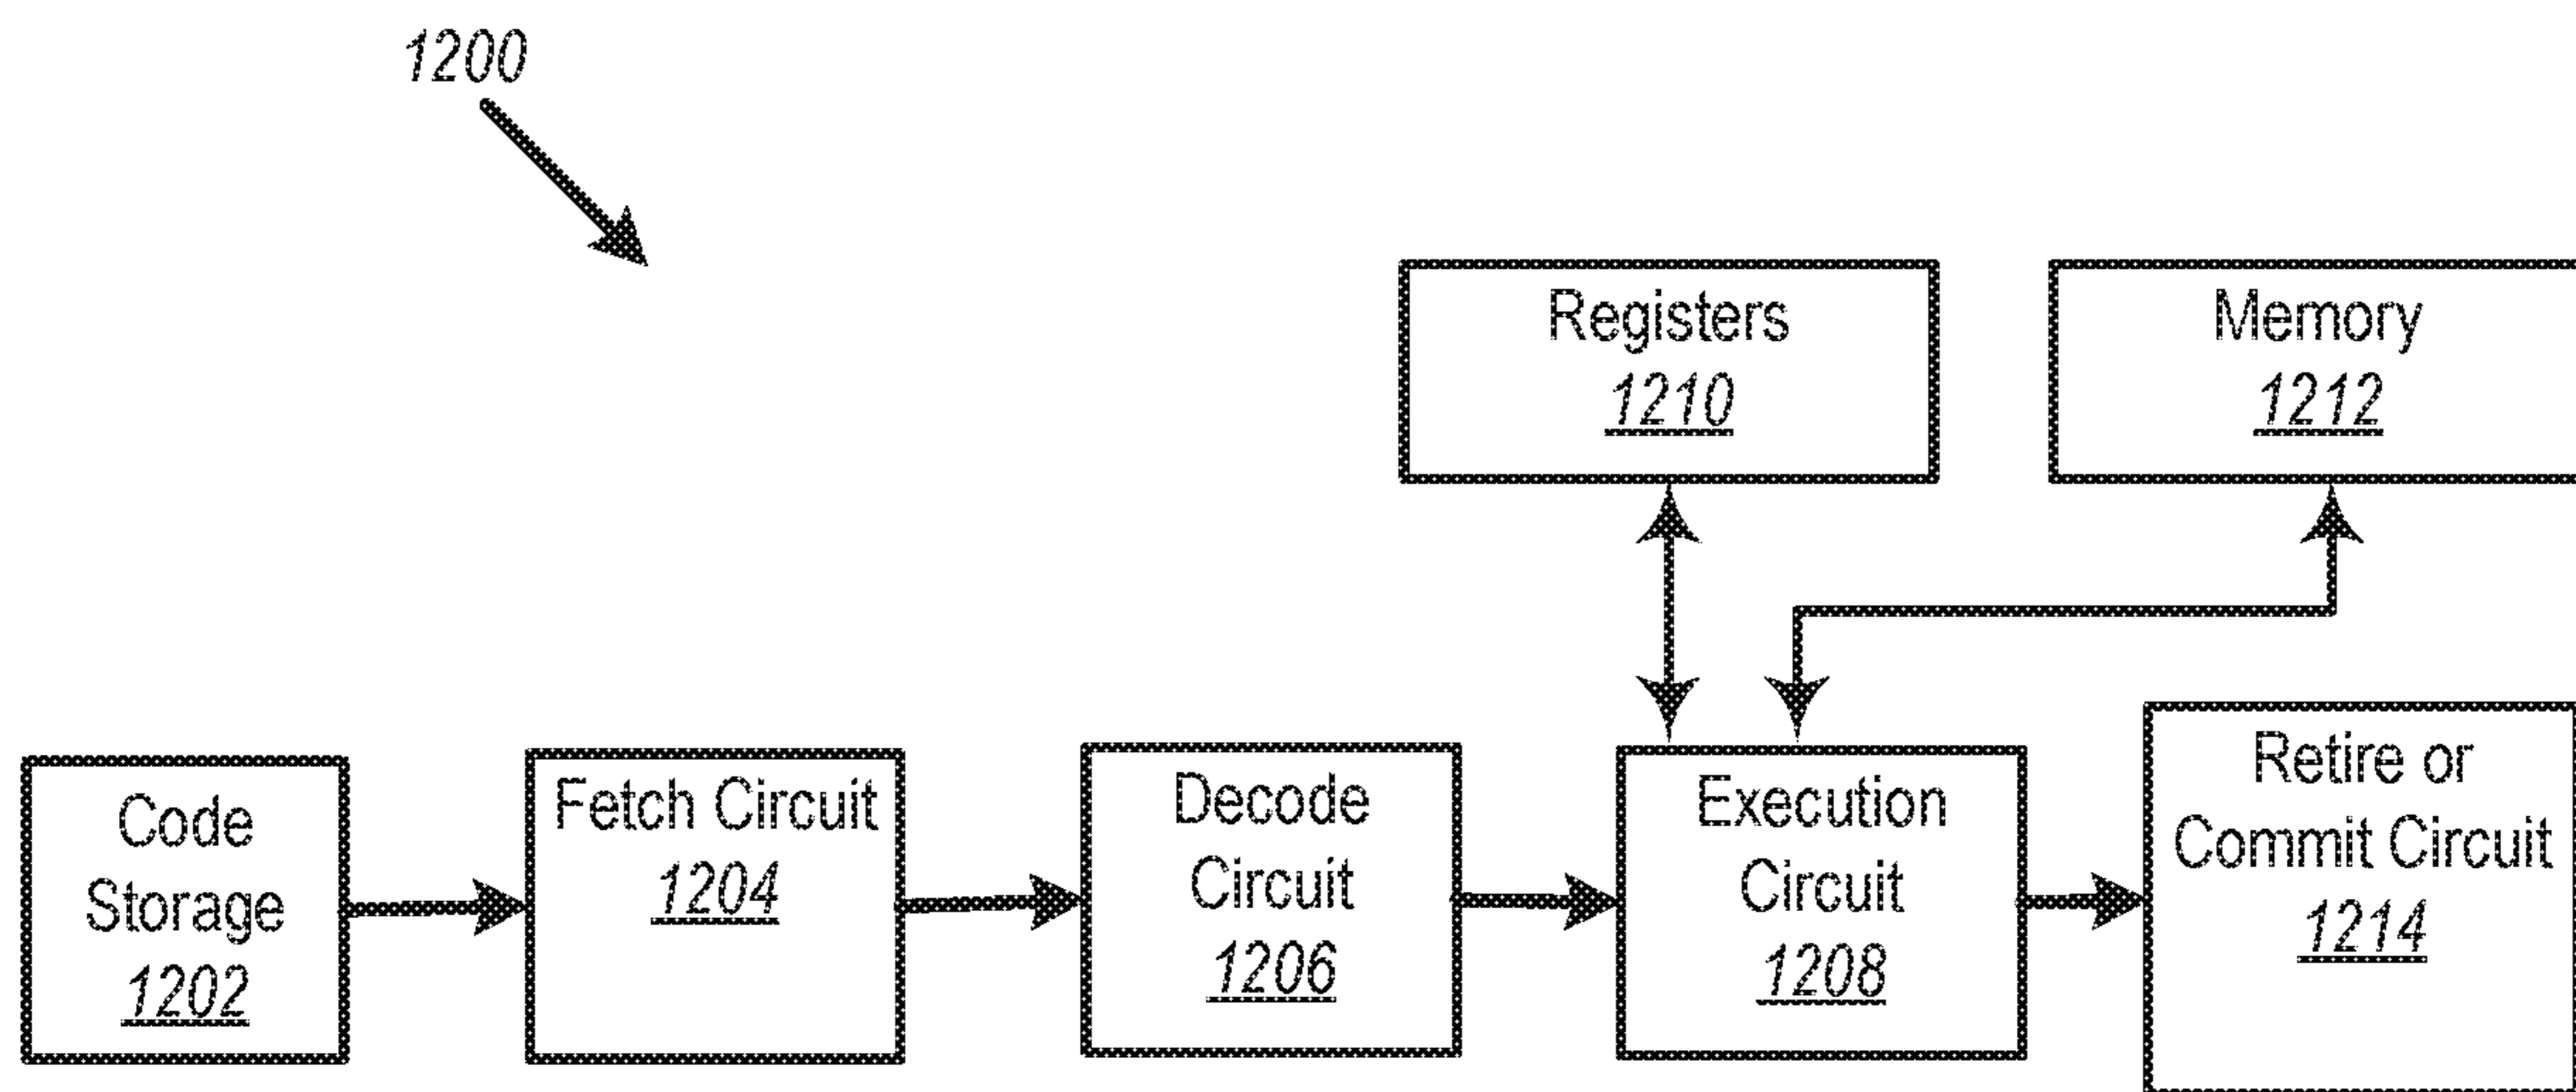 1200
Registers
1210
Memory
1212
Code
Storage
1202
Fetch Circuit
1204
Decode
Circuit
1206
Execution
Circuit
1208
Retire or
Commit Circuit
1214